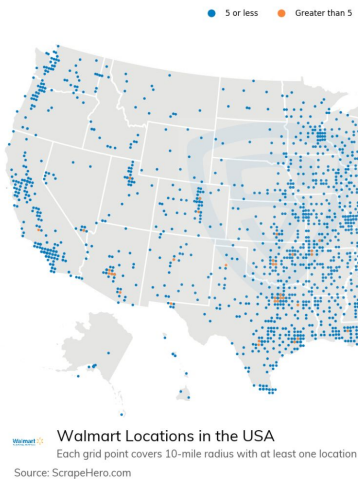 5 or less Greater than 5
Walmart
Walmart Locations in the USA
Each grid point covers 10-mile radius with at least one location
Source: ScrapeHero.com